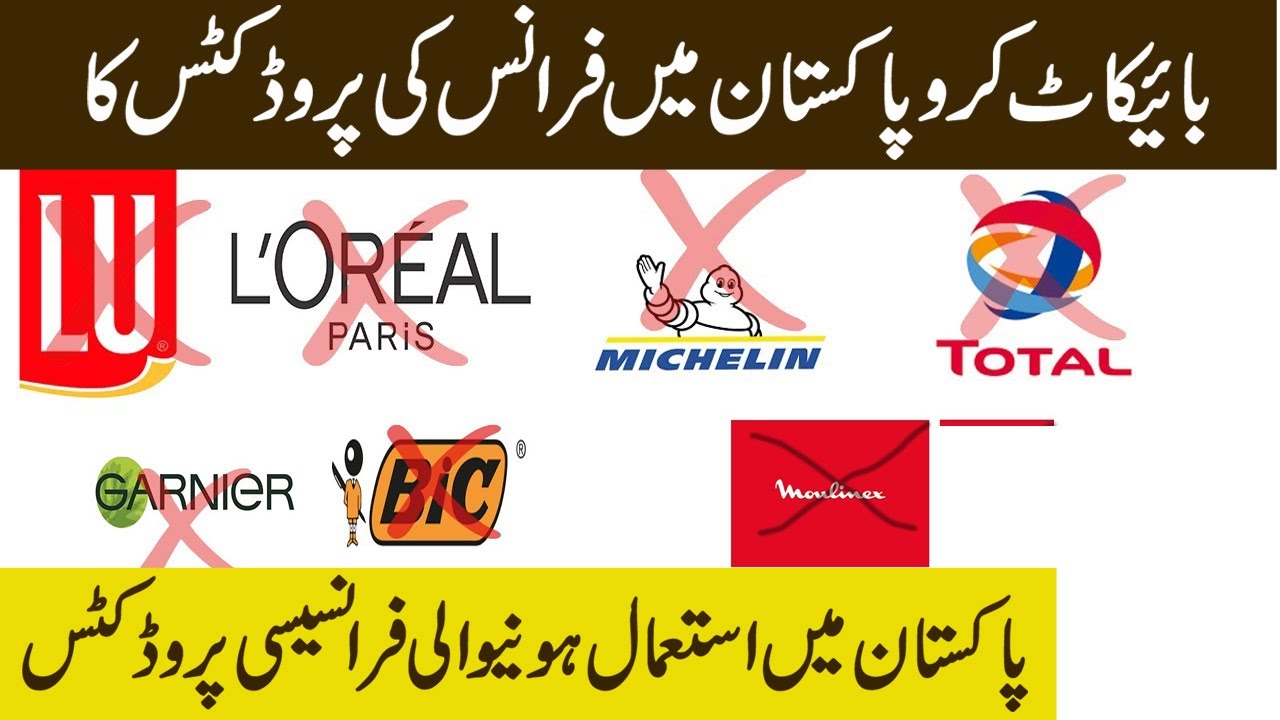 بائیکاٹ کرو پاکستان میں فرانس کی پروڈکٹس کا
LU®
L'ORÉAL
PARIS
MICHELIN
TOTAL
GARNIER
BIC®
Moulinex
پاکستان میں استعمال ہونیوالی فرانسیسی پروڈکٹس